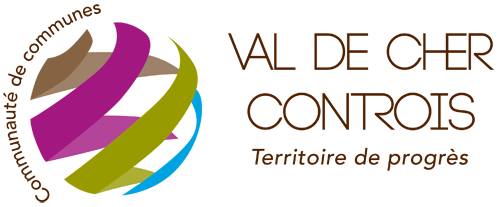 Communauté de communes
VAL DE CHER
CONTROIS
Territoire de progrès